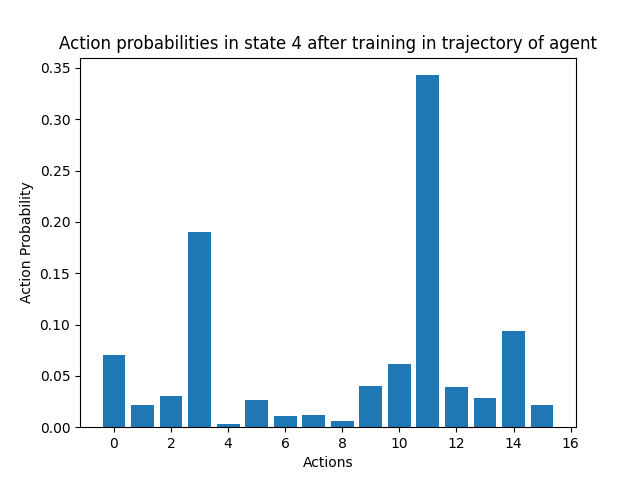 Action probabilities in state 4 after training in trajectory of agent
0.35
0.30
0.25
0.20
0.15
0.10
0.05
0.00
Action Probability
0 2 4 6 8 10 12 14 16
Actions